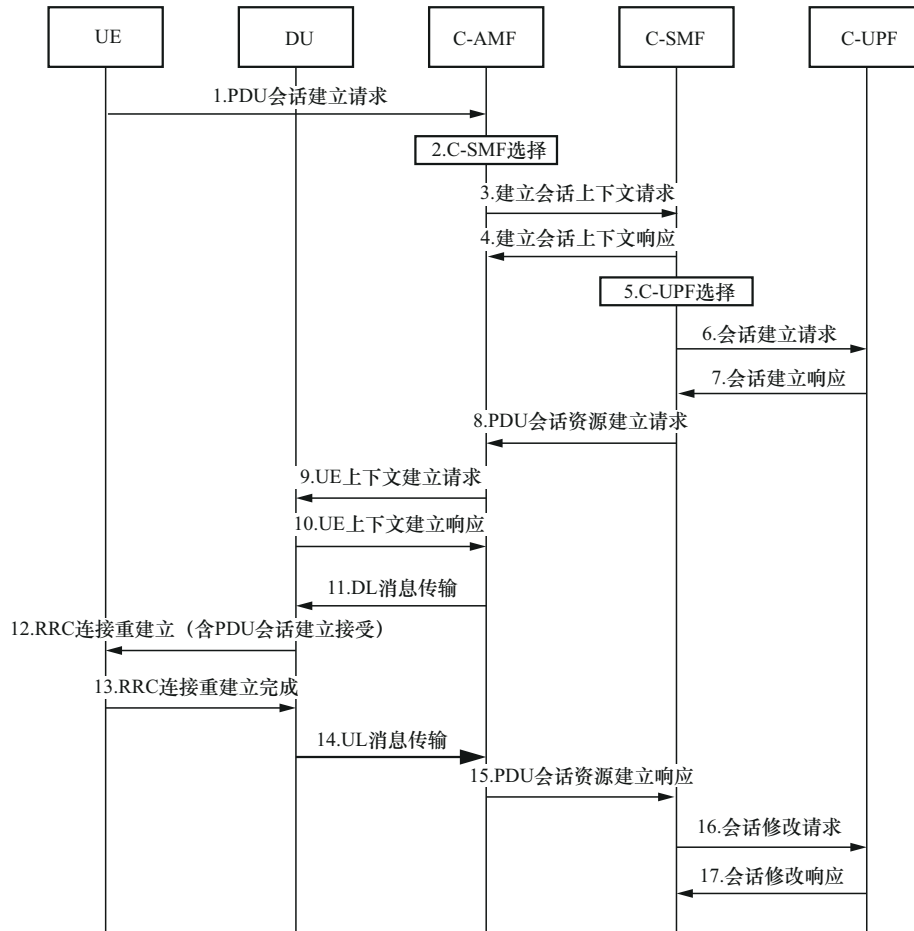 UE
DU
C-AMF
C-SMF
C-UPF
1.PDU会话建立请求
2.C-SMF选择
3.建立会话上下文请求
4.建立会话上下文响应
5.C-UPF选择
6.会话建立请求
7.会话建立响应
8.PDU会话资源建立请求
9.UE上下文建立请求
10.UE上下文建立响应
11.DL消息传输
12.RRC连接重建立（含PDU会话建立接受）
13.RRC连接重建立完成
14.UL消息传输
15.PDU会话资源建立响应
16.会话修改请求
17.会话修改响应